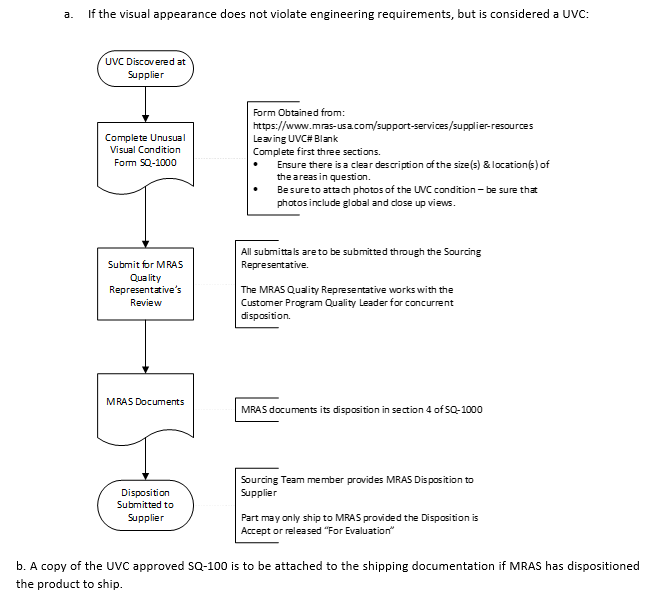 a. If the visual appearance does not violate engineering requirements, but is considered a UVC:
UVC Discovered at
Supplier
Complete Unusual
Visual Condition
Form SQ-1000
Form Obtained from:
https://www.mras-usa.com/support-services/supplier-resources
Leaving UVC# Blank
Complete first three sections.
• Ensure there is a clear description of the size(s) & location(s) of
the areas in question.
• Be sure to attach photos of the UVC condition – be sure that
photos include global and close up views.
Submit for MRAS
Quality
Representative's
Review
All submittals are to be submitted through the Sourcing
Representative.
The MRAS Quality Representative works with the
Customer Program Quality Leader for concurrent
disposition.
MRAS Documents
MRAS documents its disposition in section 4 of SQ-1000
Disposition
Submitted to
Supplier
Sourcing Team member provides MRAS Disposition to
Supplier
Part may only ship to MRAS provided the Disposition is
Accept or released "For Evaluation"
b. A copy of the UVC approved SQ-100 is to be attached to the shipping documentation if MRAS has dispositioned
the product to ship.